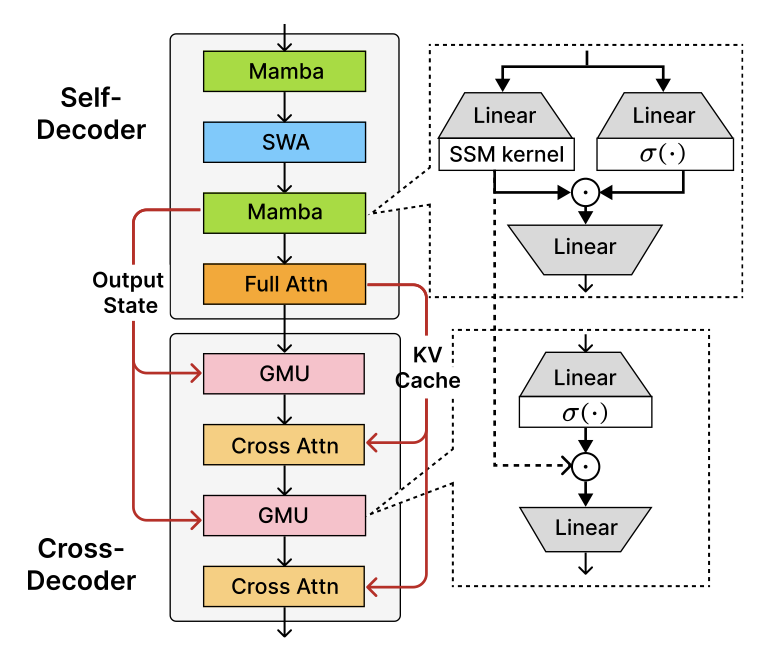 Self-
Decoder
Mamba
SWA
Mamba
Full Attn
Output
State
Linear
Linear
SSM kernel
σ(·)
Linear
KV
Cache
GMU
Cross Attn
GMU
Cross Attn
Cross-
Decoder
Linear
σ(·)
Linear